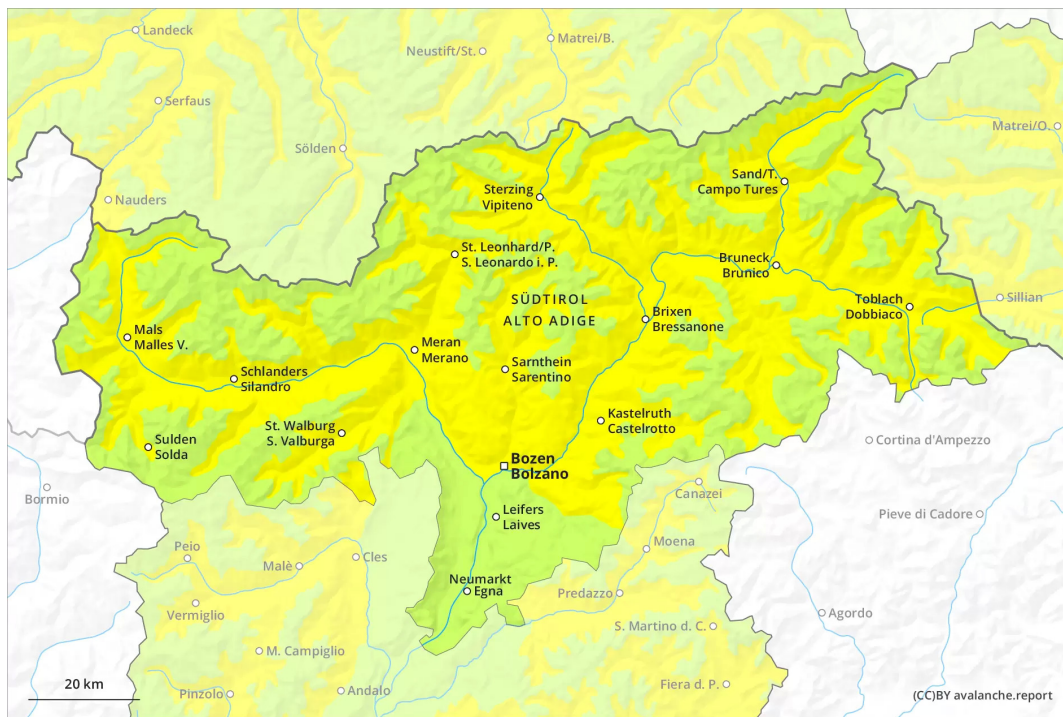 Landeck
Matrei/B.
Neustift/St.
Serfaus
Matrei/O.
Sölden
Sand/T.
Campo Tures
Sterzing
Vipiteno
Nauders
St. Leonhard/P.
S. Leonardo i. P.
Bruneck
Brunico
SÜDTIROL
ALTO ADIGE
Toblach
Dobbiaco
Sillian
Brixen
Bressanone
Mals
Malles V.
Meran
Merano
Sarnthein
Sarentino
Schlanders
Silandro
Kastelruth
Castelrotto
St. Walburg
S. Valburga
Sulden
Solda
Cortina d'Ampezzo
Bozen
Bolzano
Bormio
Canazei
Leifers
Laives
Pieve di Cadore
Moena
Peio
Cles
Malè
Neumarkt
Egna
Predazzo
Vermiglio
Agordo
S. Martino d. C.
M. Campiglio
20 km
Pinzolo
Andalo
Fiera d. P.
(CC)BY avalanche.report